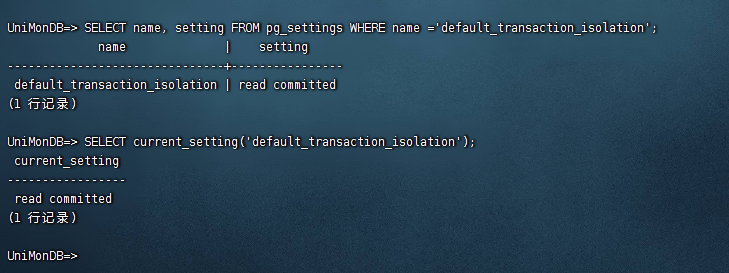 UniMonDB=> SELECT name, setting FROM pg_settings WHERE name ='default_transaction_isolation';
             name              |    setting
-------------------------------+----------------
 default_transaction_isolation | read committed
(1 行记录)
UniMonDB=> SELECT current_setting('default_transaction_isolation');
 current_setting
-----------------
 read committed
(1 行记录)
UniMonDB=>